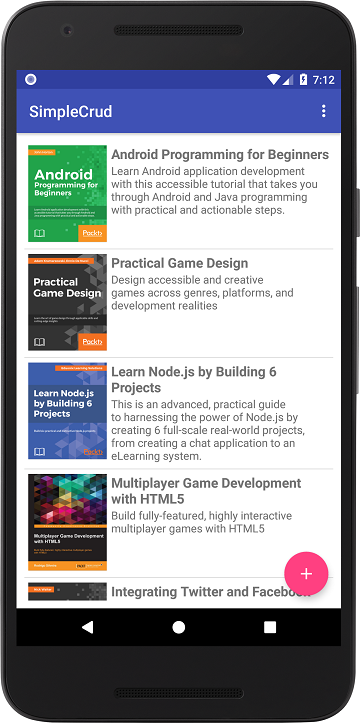 7:12
SimpleCrud
Android
Programming for
Beginners
Packt
Android Programming for Beginners
Learn Android application development
with this accessible tutorial that takes you
through Android and Java programming
with practical and actionable steps.
Practical
Game Design
Packt
Practical Game Design
Design accessible and creative
games across genres, platforms, and
development realities
Learn Node.js
by Building 6
Projects
Packt
Learn Node.js by Building 6
Projects
This is an advanced, practical guide
to harnessing the power of Node.js by
creating 6 full-scale real-world projects,
from creating a chat application to an
eLearning system.
Multiplayer Game Development
with HTML5
Multiplayer Game Development
with HTML5
Build fully-featured, highly interactive
multiplayer games with HTML5
Integrating Twitter and Facebook